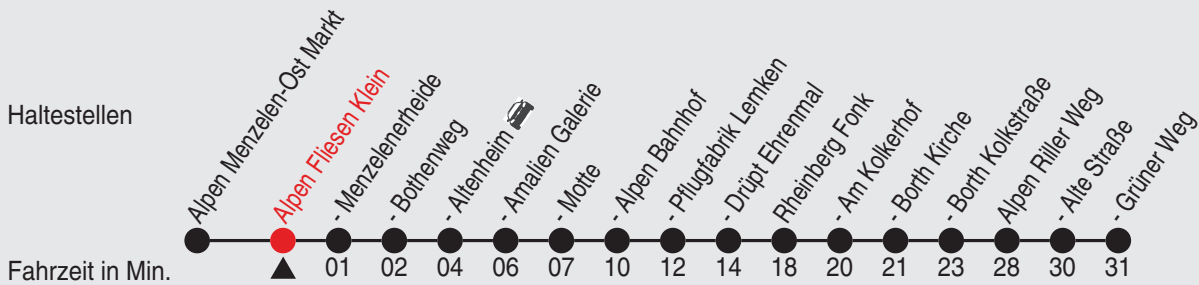 Haltestellen
Alpen Menzelen-Ost Markt
Alpen Fliesen Klein
- Menzelenerheide
- Bothenweg
- Altenheim
- Amalien Galerie
- Motte
- Alpen Bahnhof
- Pflugfabrik Lemken
- Drüpt Ehrenmal
Rheinberg Fonk
- Am Kolkerhof
- Borth Kirche
- Borth Kolkstraße
Alpen Riller Weg
- Alte Straße
- Grüner Weg
Fahrzeit in Min. 01 02 04 06 07 10 12 14 18 20 21 23 28 30 31